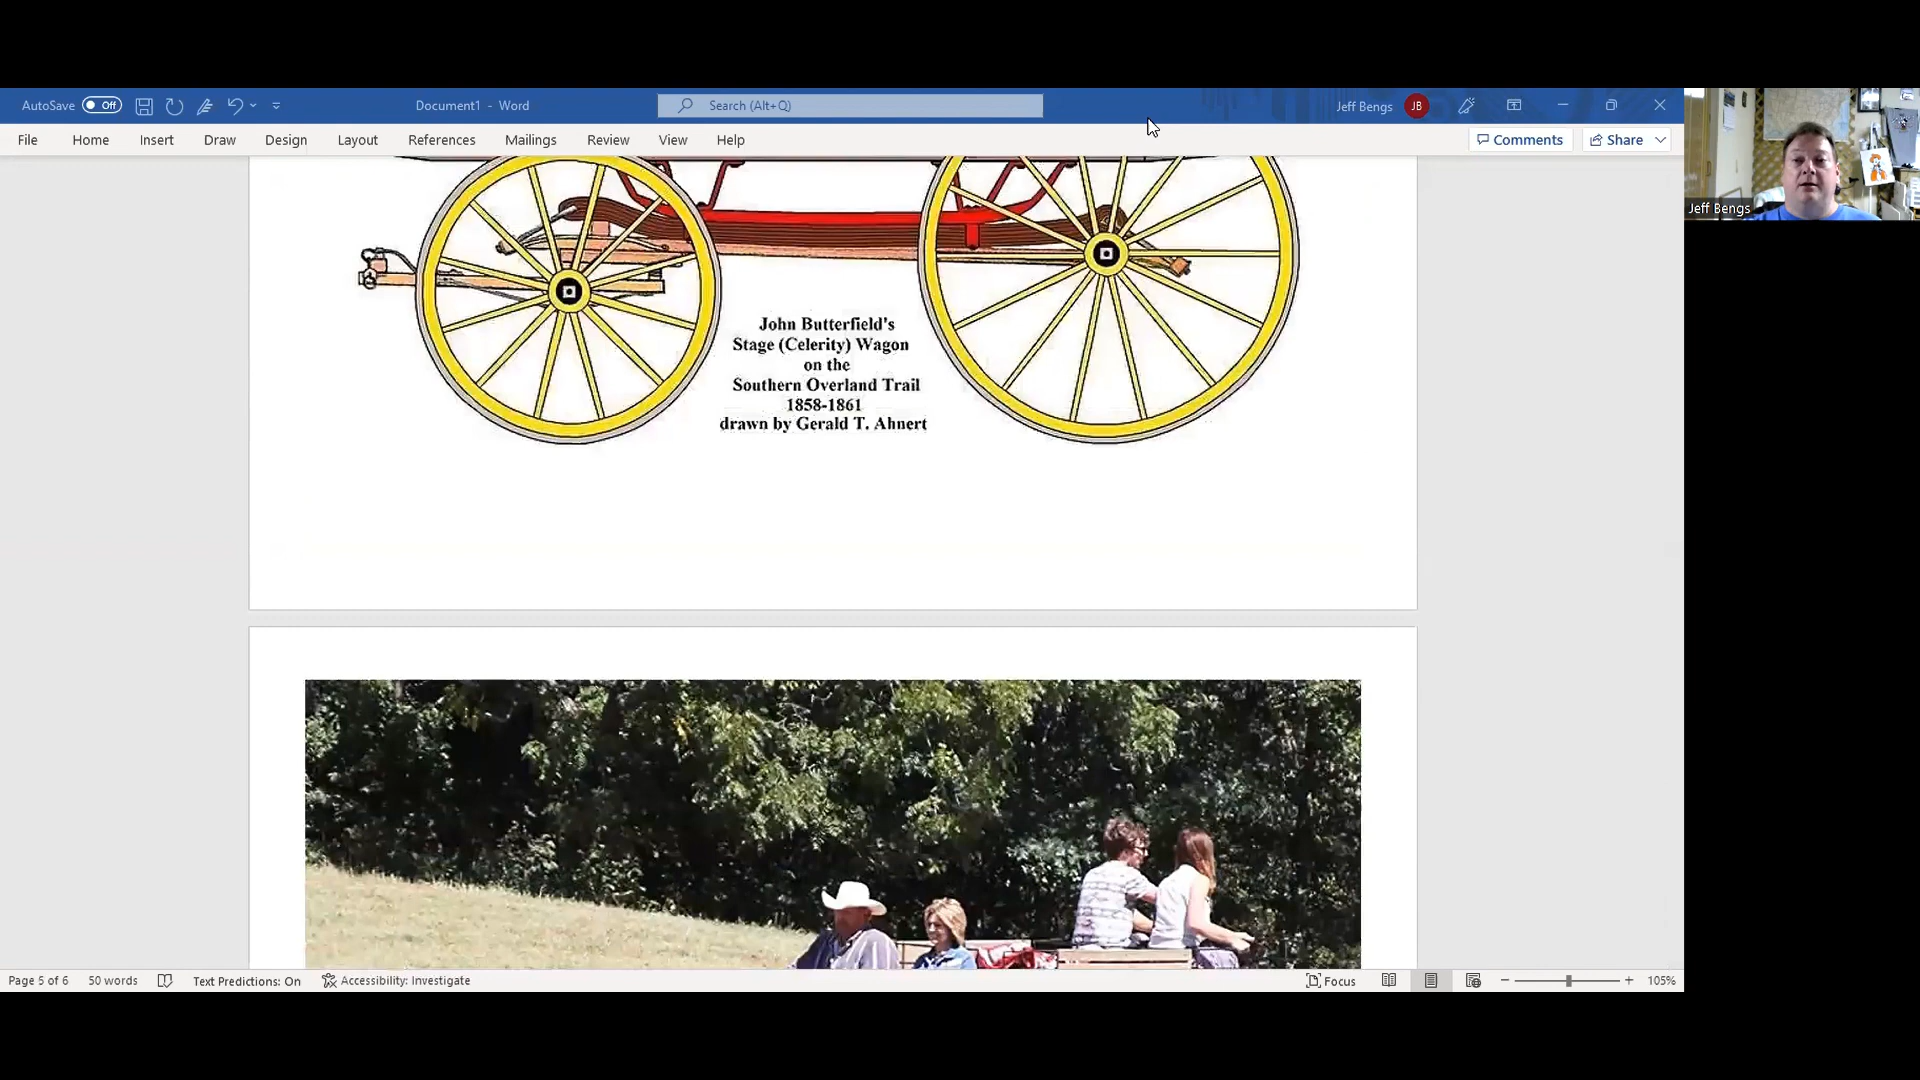 AutoSave Off
Document1 - Word
Search (Alt+Q)
Jeff Bengs JB
File Home Insert Draw Design Layout References Mailings Review View Help
Comments Share
Jeff Bengs
John Butterfield's
Stage (Celerity) Wagon
on the
Southern Overland Trail
1858-1861
drawn by Gerald T. Ahnert
Page 5 of 6 50 words Text Predictions: On Accessibility: Investigate
Focus 105%